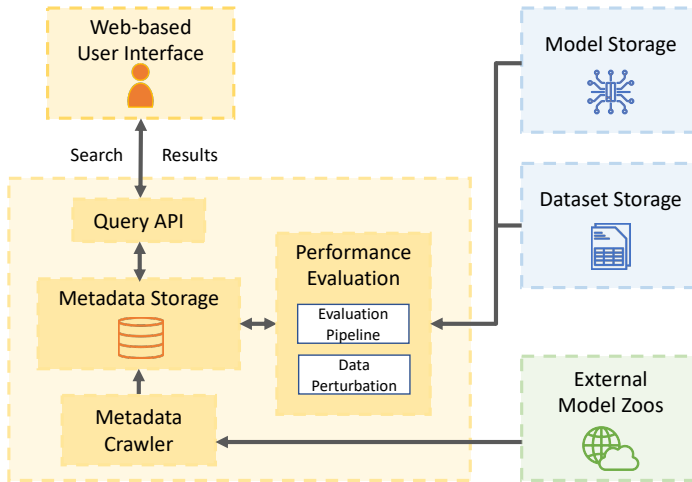 Web-based
User Interface
Search
Results
Query API
Metadata Storage
Metadata
Crawler
Performance
Evaluation
Evaluation
Pipeline
Data
Perturbation
Model Storage
Dataset Storage
External
Model Zoos